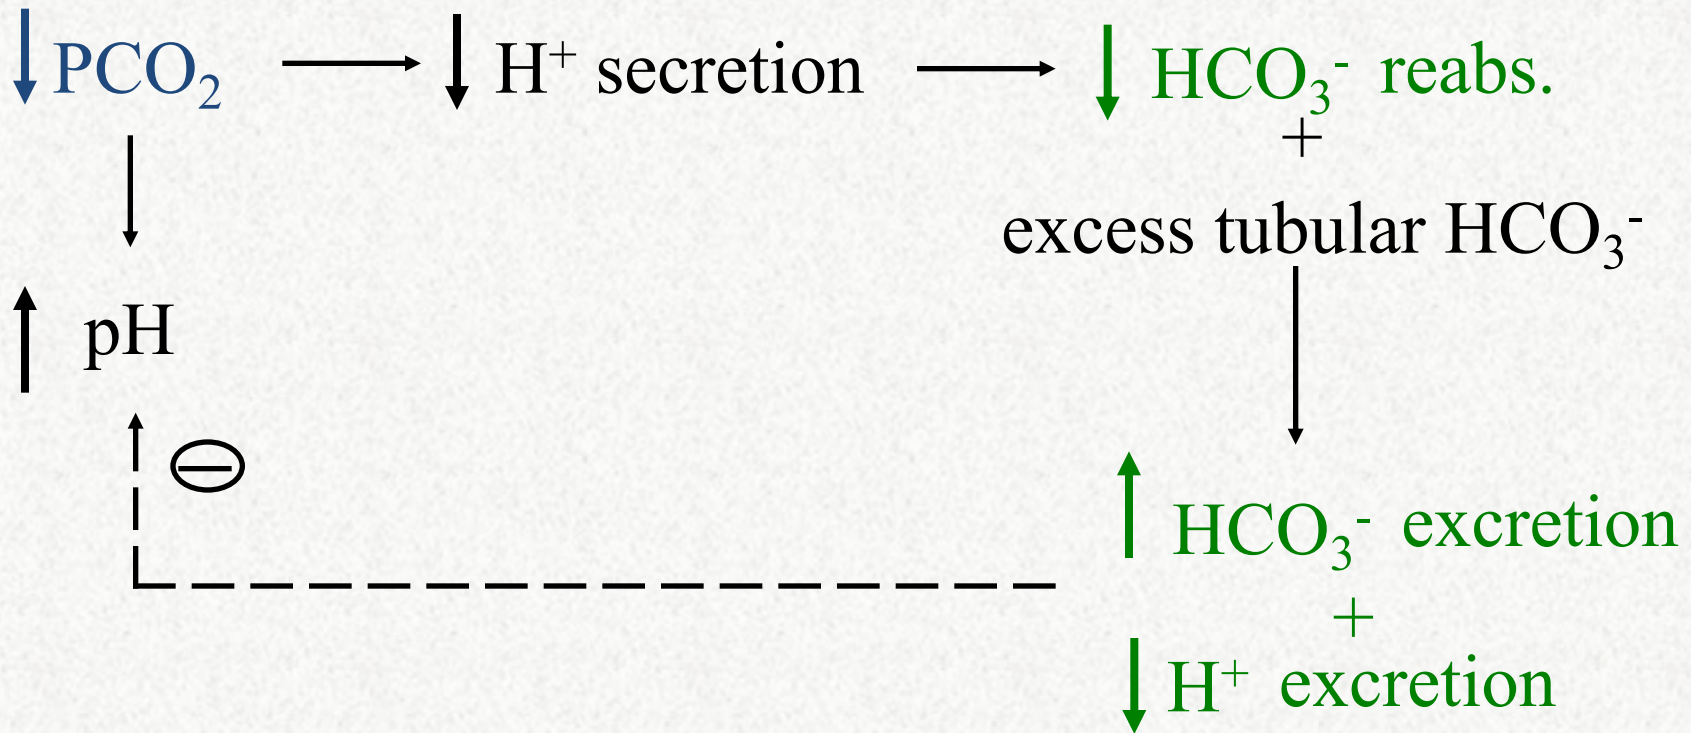 PCO₂ H⁺ secretion HCO₃⁻ reabs.
+
excess tubular HCO₃⁻
pH
HCO₃⁻ excretion
+
H⁺ excretion